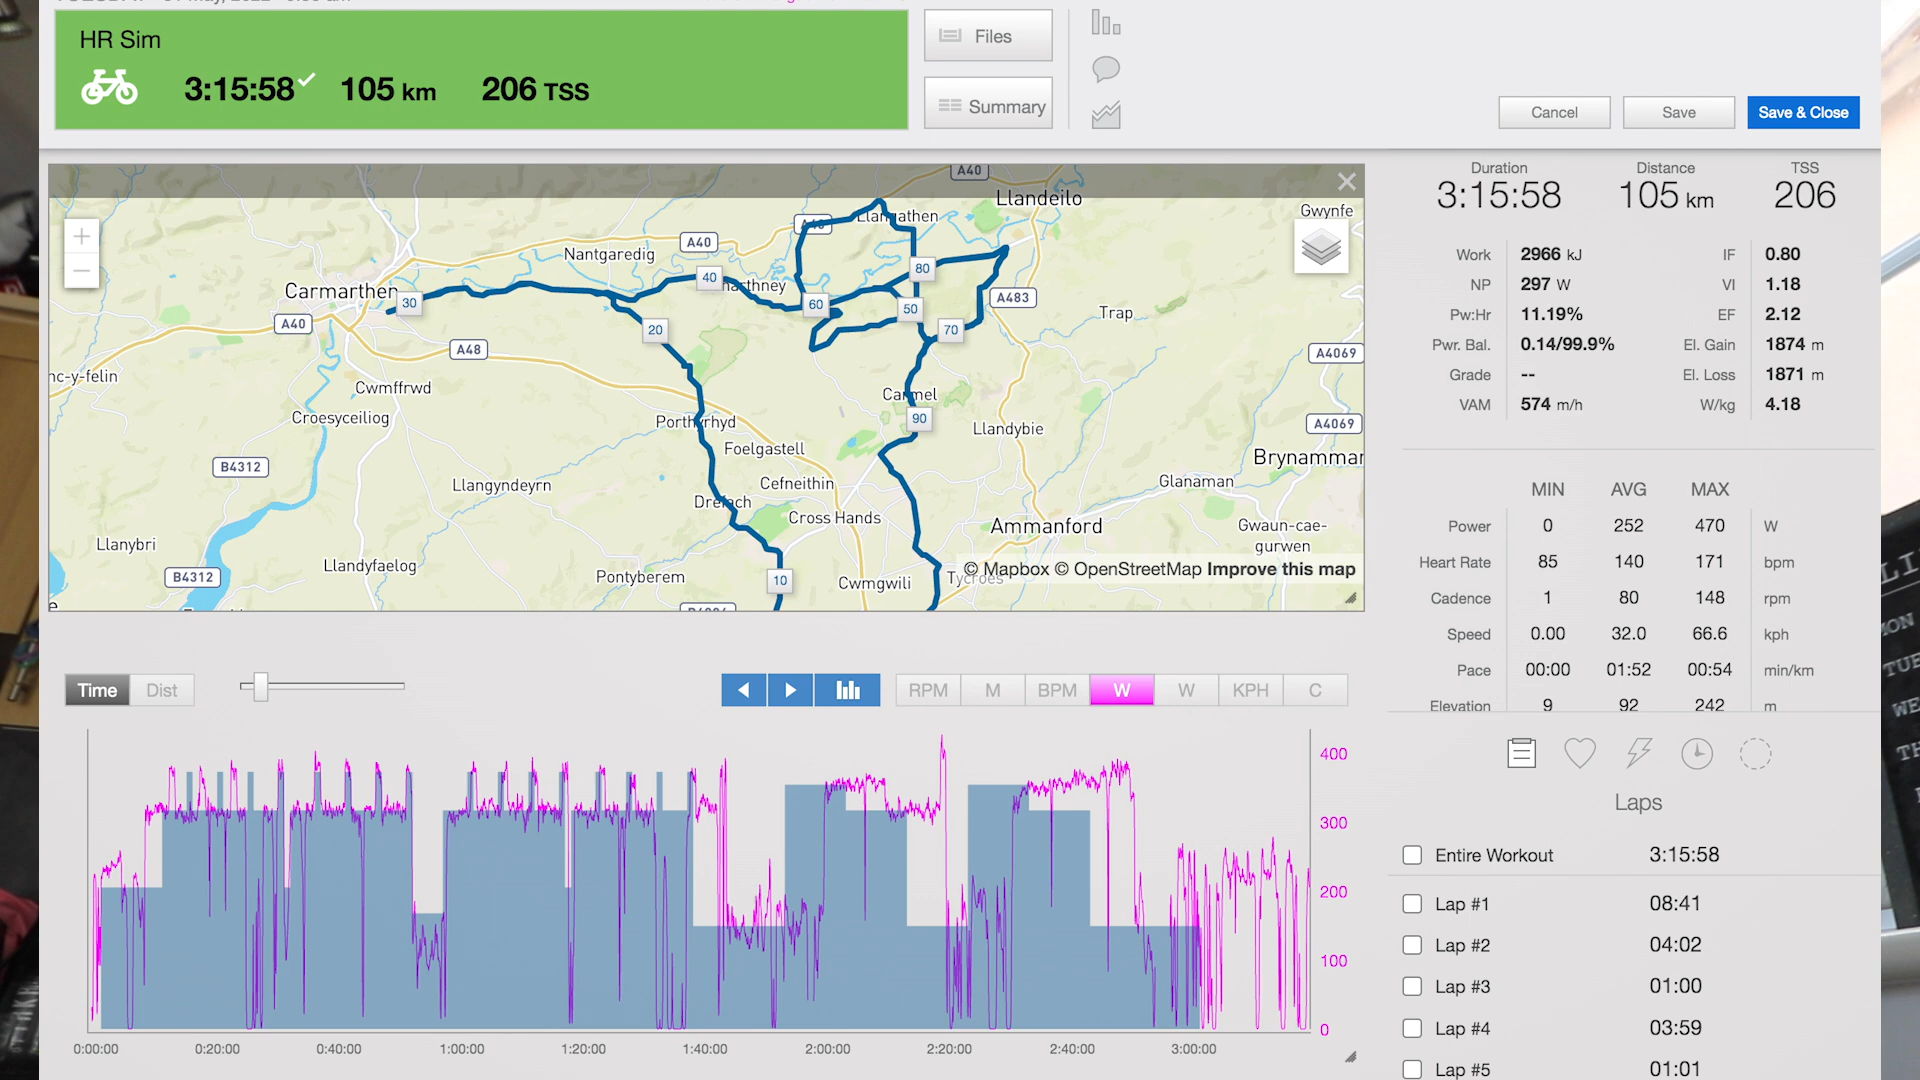 HR Sim
3:15:58 105 km 206 TSS
Files
Summary
Cancel Save Save & Close
A40
Llandeilo
Gwynfe
Llangathen
A40
A40
Nantgaredig
80
40
Carmarthen
30
60
50
A483
Trap
A40
20
70
A48
A4069
Cwmffrwd
Carmel
Croesyceiliog
Porthyrhyd
90
Llandybie
A4069
Foelgastell
Brynammar
B4312
Llangyndeyrn
Cefneithin
Glanaman
Drefach
Cross Hands
Ammanford
Gwaun-cae-
gurwen
Llanybri
Llandyfaelog
© Mapbox © OpenStreetMap Improve this map
B4312
Pontyberem
10
Cwmgwili
Tycroes
Duration Distance TSS
3:15:58 105 km 206
Work 2966 kJ IF 0.80
NP 297 W VI 1.18
Pw:Hr 11.19% EF 2.12
Pwr. Bal. 0.14/99.9% El. Gain 1874 m
Grade -- El. Loss 1871 m
VAM 574 m/h W/kg 4.18
MIN AVG MAX
Power 0 252 470 W
Heart Rate 85 140 171 bpm
Cadence 1 80 148 rpm
Speed 0.00 32.0 66.6 kph
Pace 00:00 01:52 00:54 min/km
Elevation 9 92 242 m
Time Dist
RPM M BPM W W KPH C
400
300
200
100
0
0:00:00 0:20:00 0:40:00 1:00:00 1:20:00 1:40:00 2:00:00 2:20:00 2:40:00 3:00:00
Laps
Entire Workout 3:15:58
Lap #1 08:41
Lap #2 04:02
Lap #3 01:00
Lap #4 03:59
Lap #5 01:01